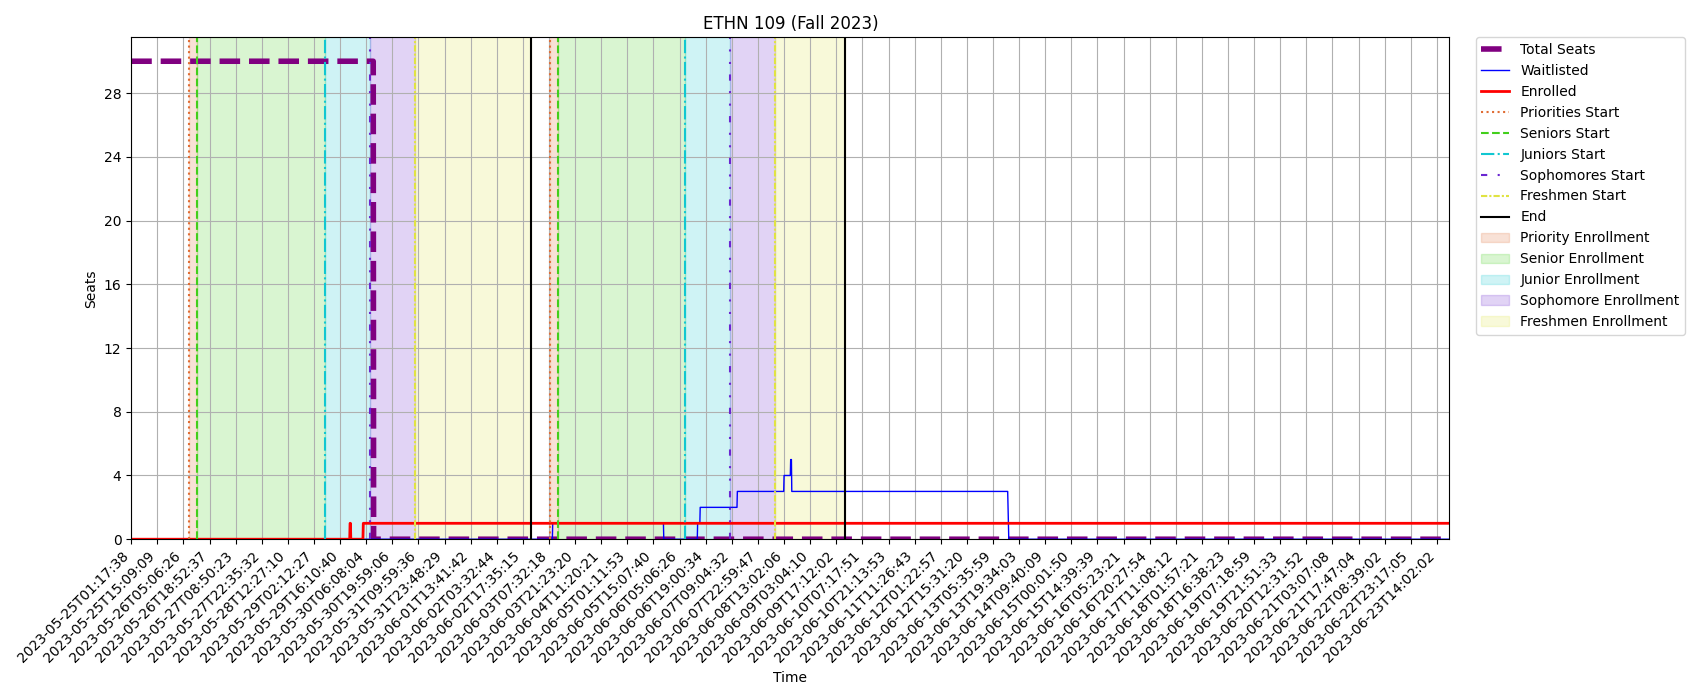 ETHN 109 (Fall 2023)
Seats
28
24
20
16
12
8
4
0
2023-05-25T01:17:38
2023-05-25T15:09:09
2023-05-26T05:06:26
2023-05-26T18:52:37
2023-05-27T08:50:23
2023-05-27T22:35:32
2023-05-28T12:27:10
2023-05-29T02:12:27
2023-05-29T16:10:40
2023-05-30T06:08:04
2023-05-30T19:59:06
2023-05-31T09:59:36
2023-05-31T23:48:29
2023-06-01T13:41:42
2023-06-02T03:32:44
2023-06-02T17:35:15
2023-06-03T07:32:18
2023-06-03T21:23:20
2023-06-04T11:20:21
2023-06-05T01:11:53
2023-06-05T15:07:40
2023-06-06T05:06:26
2023-06-06T19:00:34
2023-06-07T09:04:32
2023-06-07T22:59:47
2023-06-08T13:02:06
2023-06-09T03:04:10
2023-06-09T17:12:02
2023-06-10T07:17:51
2023-06-10T21:13:53
2023-06-11T11:26:43
2023-06-12T01:22:57
2023-06-12T15:31:20
2023-06-13T05:35:59
2023-06-13T19:34:03
2023-06-14T09:40:09
2023-06-15T00:01:50
2023-06-15T14:39:39
2023-06-16T05:23:21
2023-06-16T20:27:54
2023-06-17T11:08:12
2023-06-18T01:57:21
2023-06-18T16:38:23
2023-06-19T07:18:59
2023-06-19T21:51:33
2023-06-20T12:31:52
2023-06-21T03:07:08
2023-06-21T17:47:04
2023-06-22T08:39:02
2023-06-22T23:17:05
2023-06-23T14:02:02
Time
Total Seats
Waitlisted
Enrolled
Priorities Start
Seniors Start
Juniors Start
Sophomores Start
Freshmen Start
End
Priority Enrollment
Senior Enrollment
Junior Enrollment
Sophomore Enrollment
Freshmen Enrollment